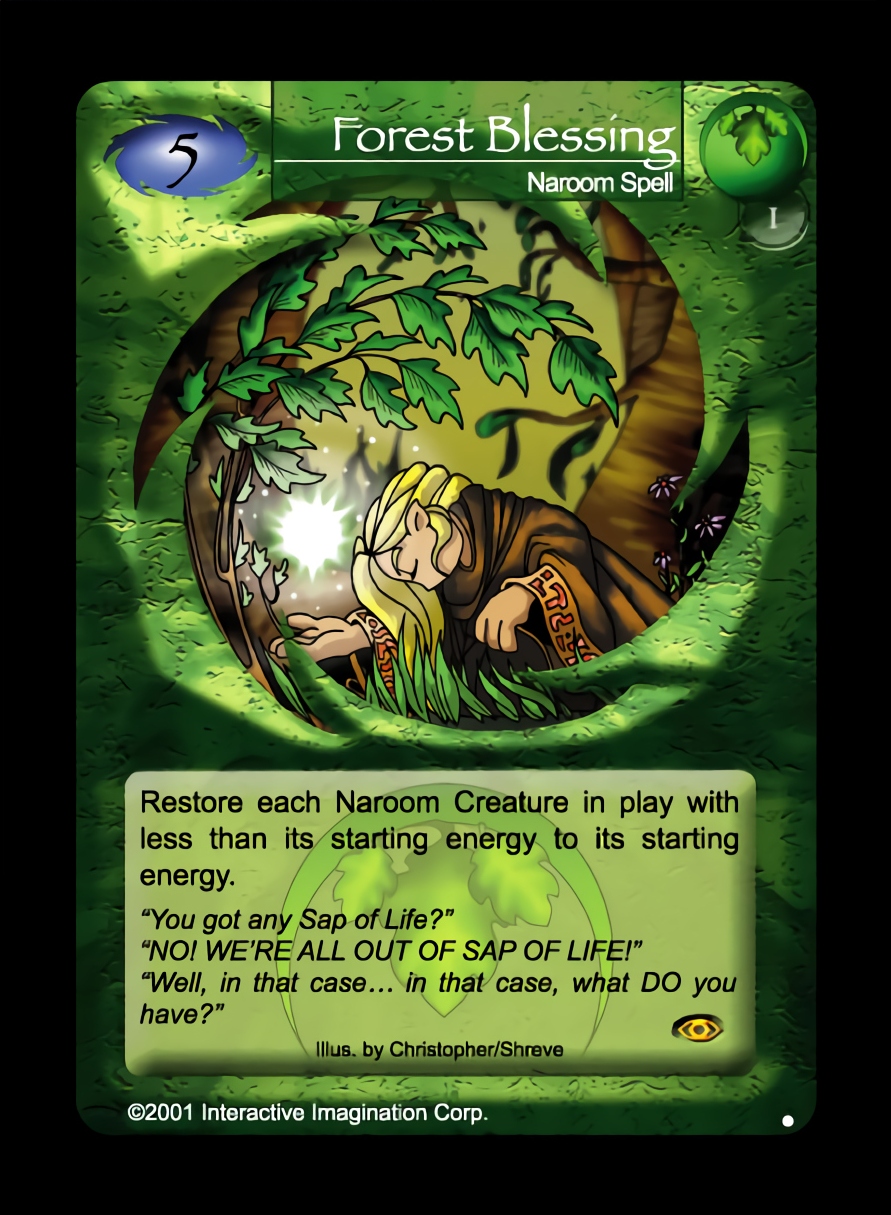 5
Forest Blessing
Naroom Spell
I
Restore each Naroom Creature in play with
less than its starting energy to its starting
energy.
“You got any Sap of Life?”
“NO! WE’RE ALL OUT OF SAP OF LIFE!”
“Well, in that case… in that case, what DO you
have?”
Illus. by Christopher/Shreve
©2001 Interactive Imagination Corp.